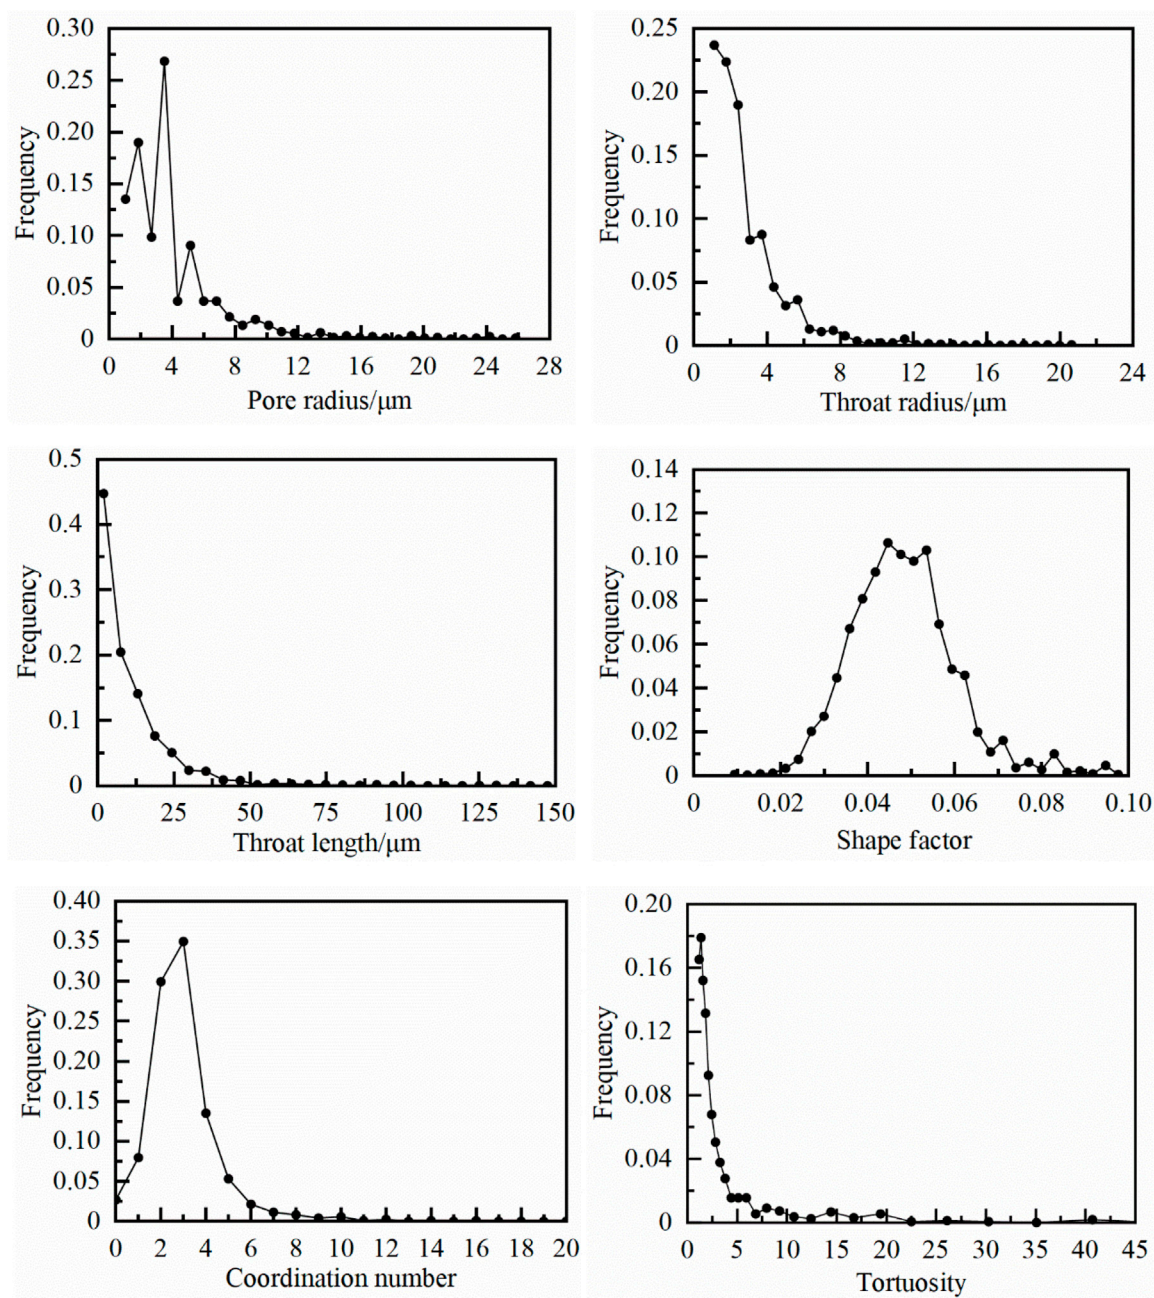 0.30
0.25
0.20
0.15
0.10
0.05
0
Frequency
0 4 8 12 16 20 24 28
Pore radius/μm
0.25
0.20
0.15
0.10
0.05
0
Frequency
0 4 8 12 16 20 24
Throat radius/μm
0.5
0.4
0.3
0.2
0.1
0
Frequency
0 25 50 75 100 125 150
Throat length/μm
0.14
0.12
0.10
0.08
0.06
0.04
0.02
0
Frequency
0 0.02 0.04 0.06 0.08 0.10
Shape factor
0.40
0.35
0.30
0.25
0.20
0.15
0.10
0.05
0
Frequency
0 2 4 6 8 10 12 14 16 18 20
Coordination number
0.20
0.16
0.12
0.08
0.04
0
Frequency
0 5 10 15 20 25 30 35 40 45
Tortuosity